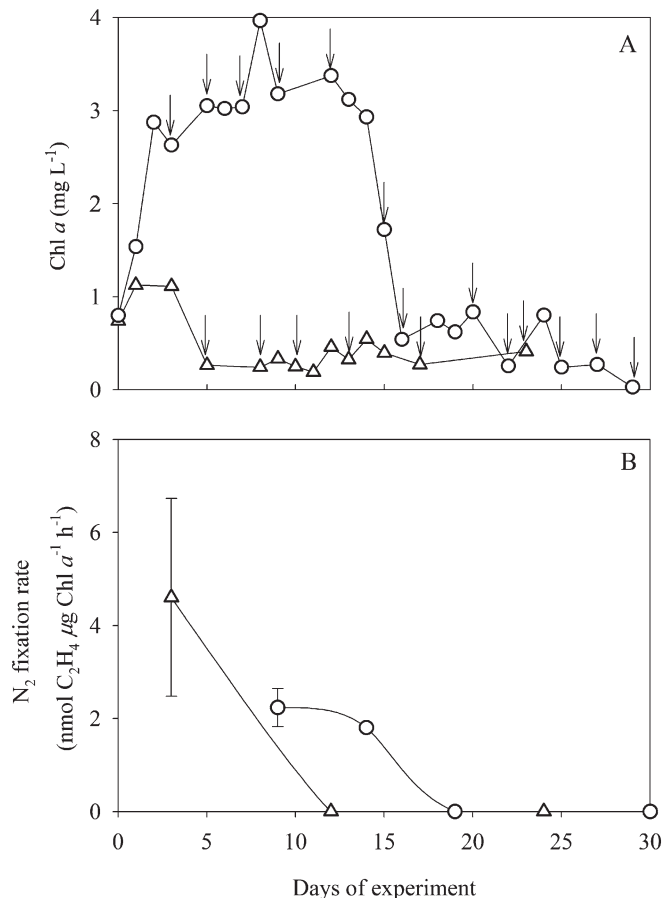 4
A
3
2
1
0
Chl a (mg L⁻¹)
8
B
6
4
2
0
N₂ fixation rate
(nmol C₂H₄ µg Chl a⁻¹ h⁻¹)
0 5 10 15 20 25 30
Days of experiment